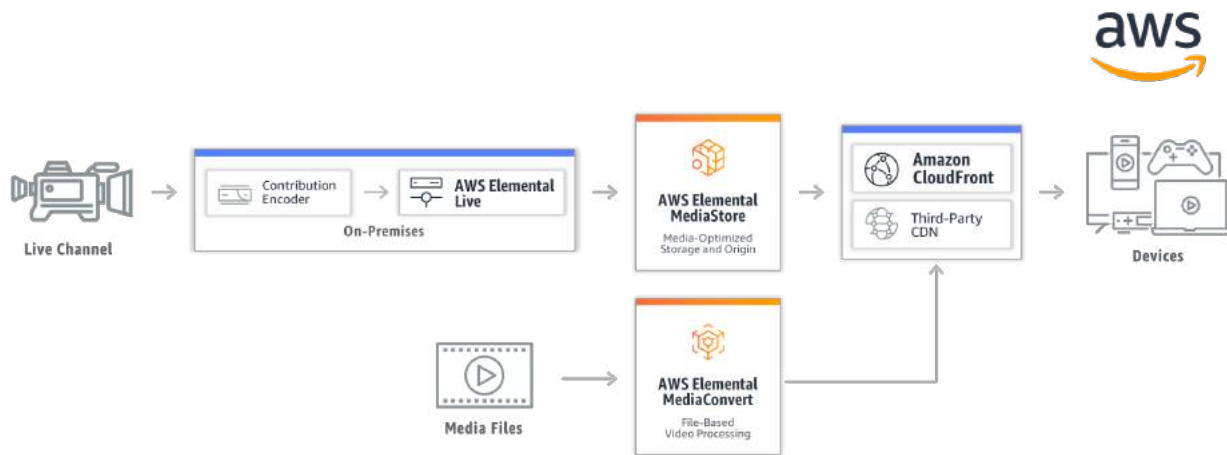 aws
Live Channel
Contribution
Encoder
AWS Elemental
Live
On-Premises
AWS Elemental
MediaStore
Media-Optimized
Storage and Origin
Amazon
CloudFront
Third-Party
CDN
Devices
Media Files
AWS Elemental
MediaConvert
File-Based
Video Processing